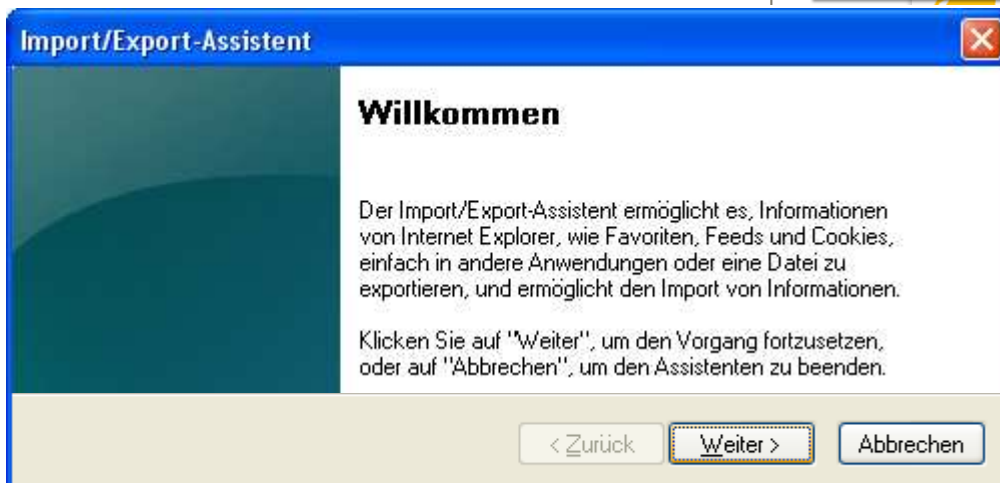 Import/Export-Assistent
Willkommen
Der Import/Export-Assistent ermöglicht es, Informationen
von Internet Explorer, wie Favoriten, Feeds und Cookies,
einfach in andere Anwendungen oder eine Datei zu
exportieren, und ermöglicht den Import von Informationen.
Klicken Sie auf "Weiter", um den Vorgang fortzusetzen,
oder auf "Abbrechen", um den Assistenten zu beenden.
< Zurück Weiter > Abbrechen